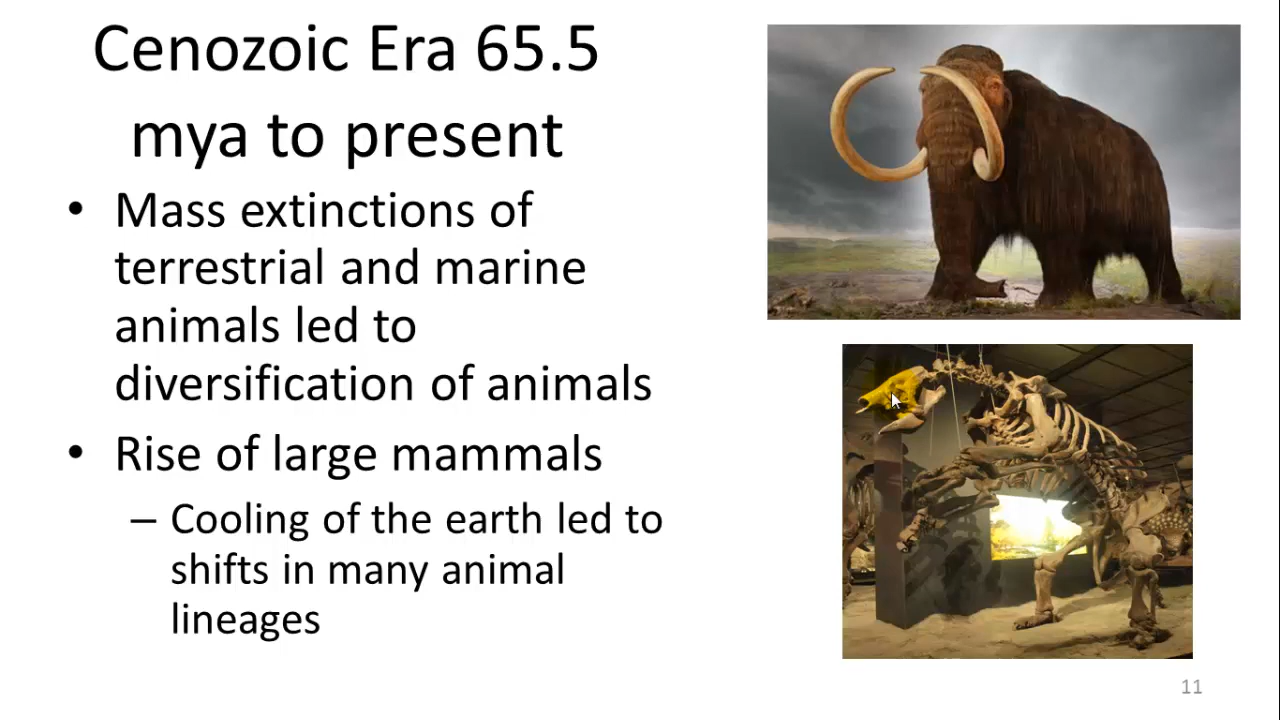 Cenozoic Era 65.5
mya to present
• Mass extinctions of
terrestrial and marine
animals led to
diversification of animals
• Rise of large mammals
– Cooling of the earth led to
shifts in many animal
lineages
11